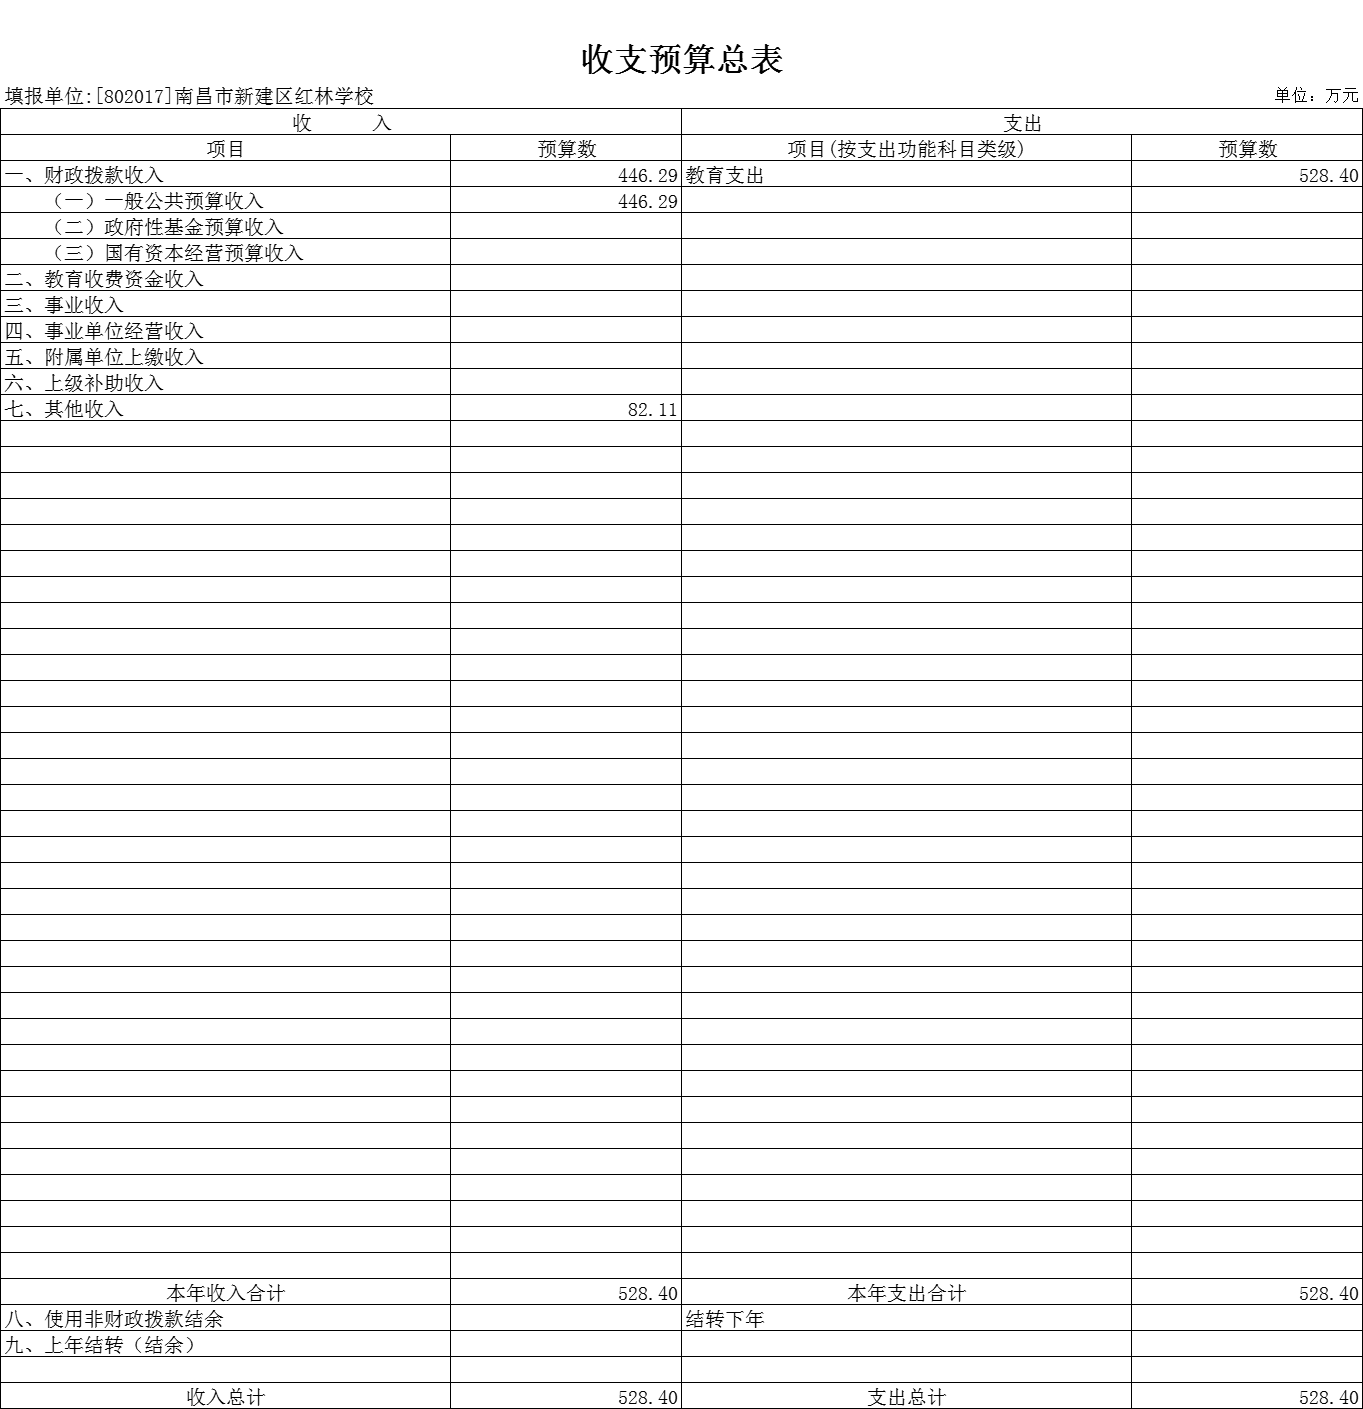 收支预算总表
填报单位:[802017]南昌市新建区红林学校 单位：万元
收 入 支出
项目 预算数 项目(按支出功能科目类级) 预算数
一、财政拨款收入 446.29 教育支出 528.40
（一）一般公共预算收入 446.29
（二）政府性基金预算收入
（三）国有资本经营预算收入
二、教育收费资金收入
三、事业收入
四、事业单位经营收入
五、附属单位上缴收入
六、上级补助收入
七、其他收入 82.11
本年收入合计 528.40 本年支出合计 528.40
八、使用非财政拨款结余 结转下年
九、上年结转（结余）
收入总计 528.40 支出总计 528.40